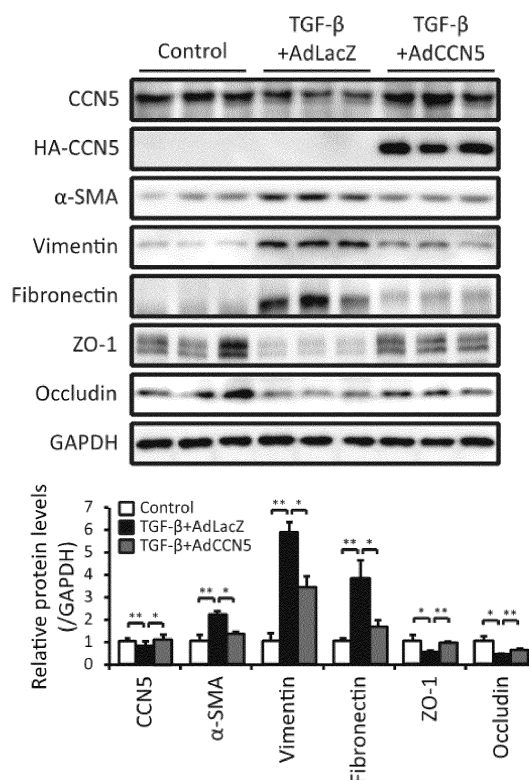 Control
TGF-β
+AdLacZ
TGF-β
+AdCCN5
CCN5
HA-CCN5
α-SMA
Vimentin
Fibronectin
ZO-1
Occludin
GAPDH
Relative protein levels
(/GAPDH)
7
6
5
4
3
2
1
0
Control
TGF-β+AdLacZ
TGF-β+AdCCN5
** *
** *
** *
** *
* **
* **
CCN5
α-SMA
Vimentin
Fibronectin
ZO-1
Occludin